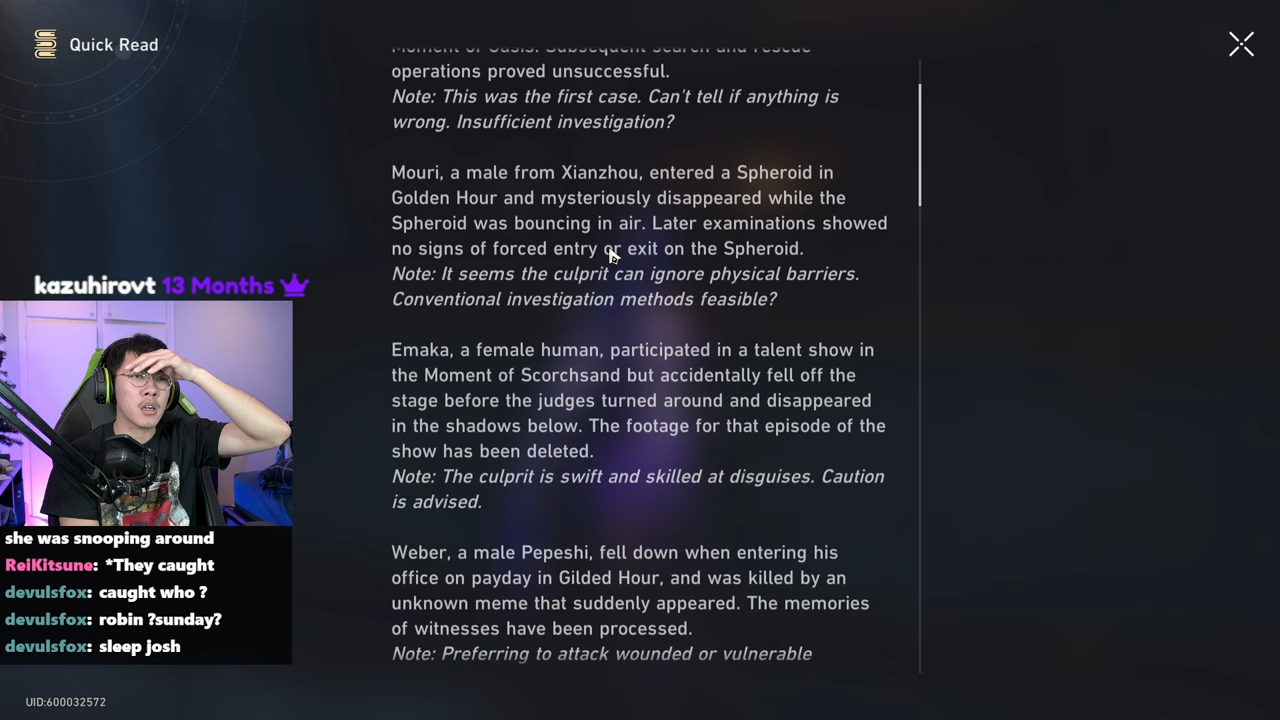 Quick Read
Moment of Oasis. Subsequent search and rescue
operations proved unsuccessful.
Note: This was the first case. Can't tell if anything is
wrong. Insufficient investigation?
Mouri, a male from Xianzhou, entered a Spheroid in
Golden Hour and mysteriously disappeared while the
Spheroid was bouncing in air. Later examinations showed
no signs of forced entry or exit on the Spheroid.
Note: It seems the culprit can ignore physical barriers.
Conventional investigation methods feasible?
Emaka, a female human, participated in a talent show in
the Moment of Scorchsand but accidentally fell off the
stage before the judges turned around and disappeared
in the shadows below. The footage for that episode of the
show has been deleted.
Note: The culprit is swift and skilled at disguises. Caution
is advised.
Weber, a male Pepeshi, fell down when entering his
office on payday in Gilded Hour, and was killed by an
unknown meme that suddenly appeared. The memories
of witnesses have been processed.
Note: Preferring to attack wounded or vulnerable
kazuhirovt 13 Months
she was snooping around
ReiKitsune: *They caught
devulsfox: caught who ?
devulsfox: robin ?sunday?
devulsfox: sleep josh
UID:600032572